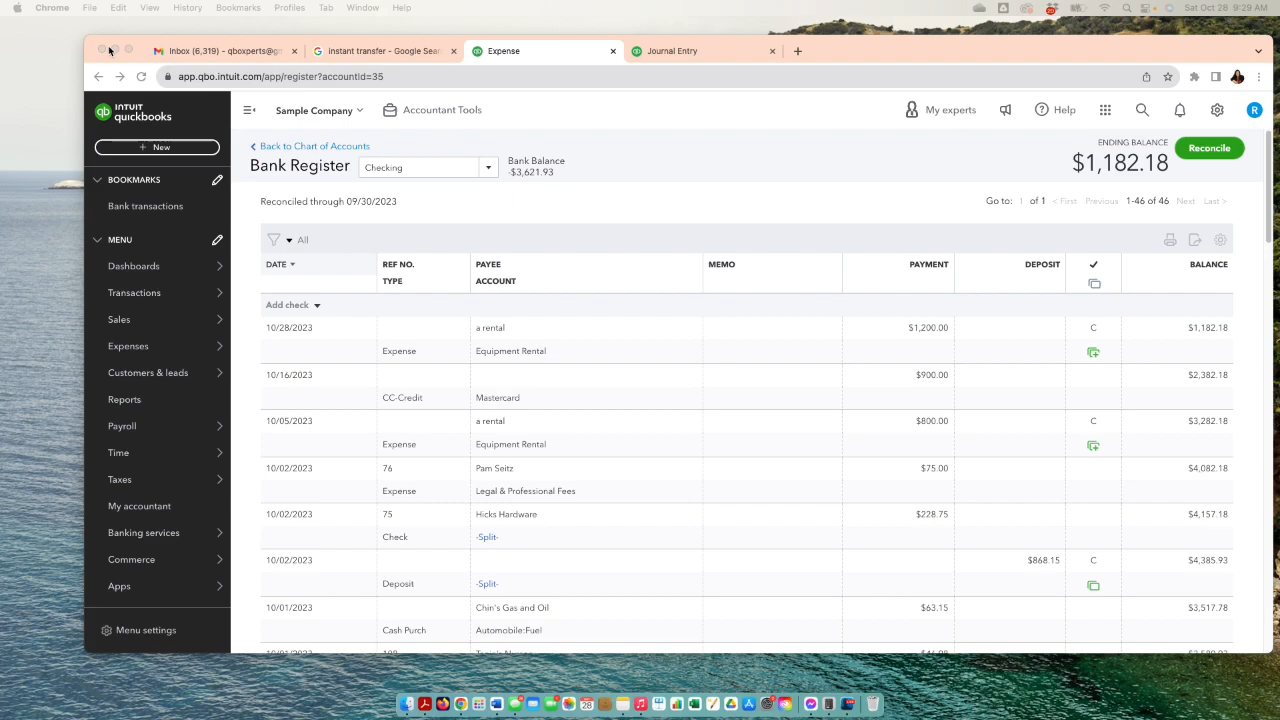 Chrome File Edit View History Bookmarks Profiles Tab Window Help Sat Oct 28 9:29 AM
Inbox (6,319) - qboxperts@g
instant transfer - Google Sear
Expense
Journal Entry
app.qbo.intuit.com/app/register?accountId=35
INTUIT
quickbooks
Sample Company
Accountant Tools
My experts
Help
R
+ New
BOOKMARKS
Bank transactions
MENU
Dashboards
Transactions
Sales
Expenses
Customers & leads
Reports
Payroll
Time
Taxes
My accountant
Banking services
Commerce
Apps
Menu settings
Back to Chart of Accounts
Bank Register
Checking
Bank Balance
-$3,621.93
ENDING BALANCE
$1,182.18
Reconcile
Reconciled through 09/30/2023
Go to: 1 of 1 < First Previous 1-46 of 46 Next Last >
All
DATE REF NO. PAYEE MEMO PAYMENT DEPOSIT BALANCE
TYPE ACCOUNT
Add check
10/28/2023 a rental $1,200.00 C $1,182.18
Expense Equipment Rental
10/16/2023 $900.00 $2,382.18
CC-Credit Mastercard
10/05/2023 a rental $800.00 C $3,282.18
Expense Equipment Rental
10/02/2023 76 Pam Seitz $75.00 $4,082.18
Expense Legal & Professional Fees
10/02/2023 75 Hicks Hardware $228.75 $4,157.18
Check -Split-
10/02/2023 $868.15 C $4,385.93
Deposit -Split-
10/01/2023 Chin's Gas and Oil $63.15 $3,517.78
Cash Purch Automobile:Fuel